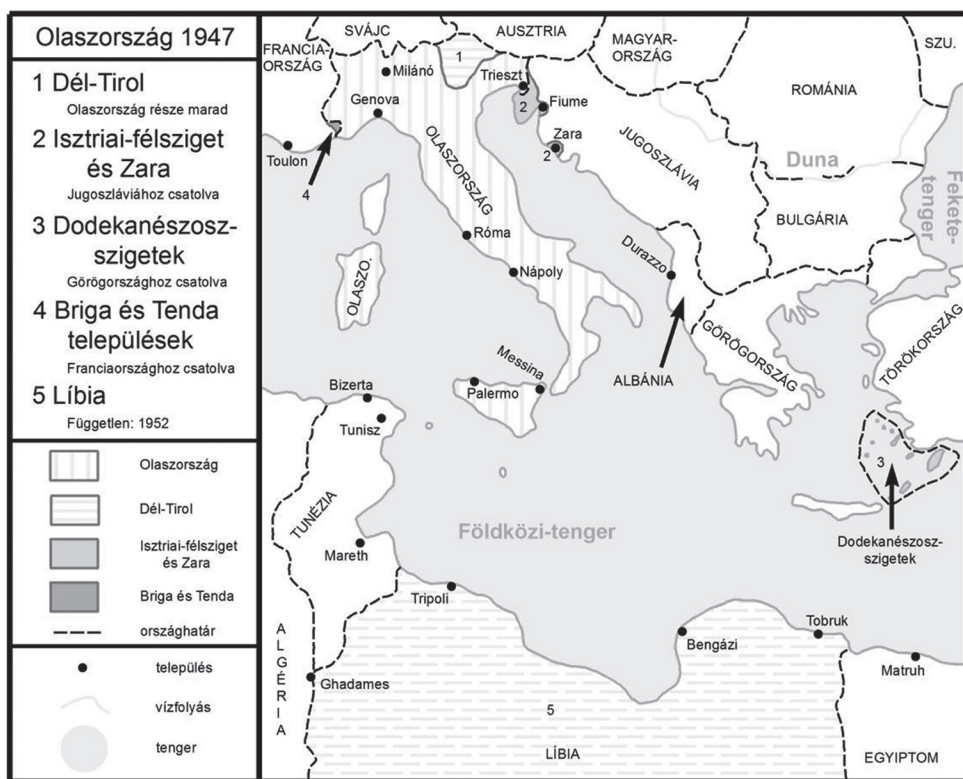 Olaszország 1947
1 Dél-Tirol
Olaszország része marad
2 Isztriai-félsziget
és Zara
Jugoszláviához csatolva
3 Dodekanészosz-
szigetek
Görögországhoz csatolva
4 Briga és Tenda
települések
Franciaországhoz csatolva
5 Líbia
Független: 1952
Olaszország
Dél-Tirol
Isztriai-félsziget
és Zara
Briga és Tenda
országhatár
település
vízfolyás
tenger
SVÁJC
AUSZTRIA
FRANCIA-
ORSZÁG
MAGYAR-
ORSZÁG
SZU.
1
Milánó
Trieszt
ROMÁNIA
Genova
2
Fiume
Toulon
Zara
2
JUGOSZLÁVIA
Duna
4
OLASZORSZÁG
BULGÁRIA
Fekete-
tenger
Róma
Durazzo
OLASZO.
Nápoly
GÖRÖGORSZÁG
TÖRÖKORSZÁG
Messina
ALBÁNIA
Bizerta
Palermo
Tunisz
3
TUNÉZIA
Földközi-tenger
Dodekanészosz-
szigetek
Mareth
Tripoli
Tobruk
Bengázi
ALGÉRIA
Matruh
Ghadames
5
LÍBIA
EGYIPTOM